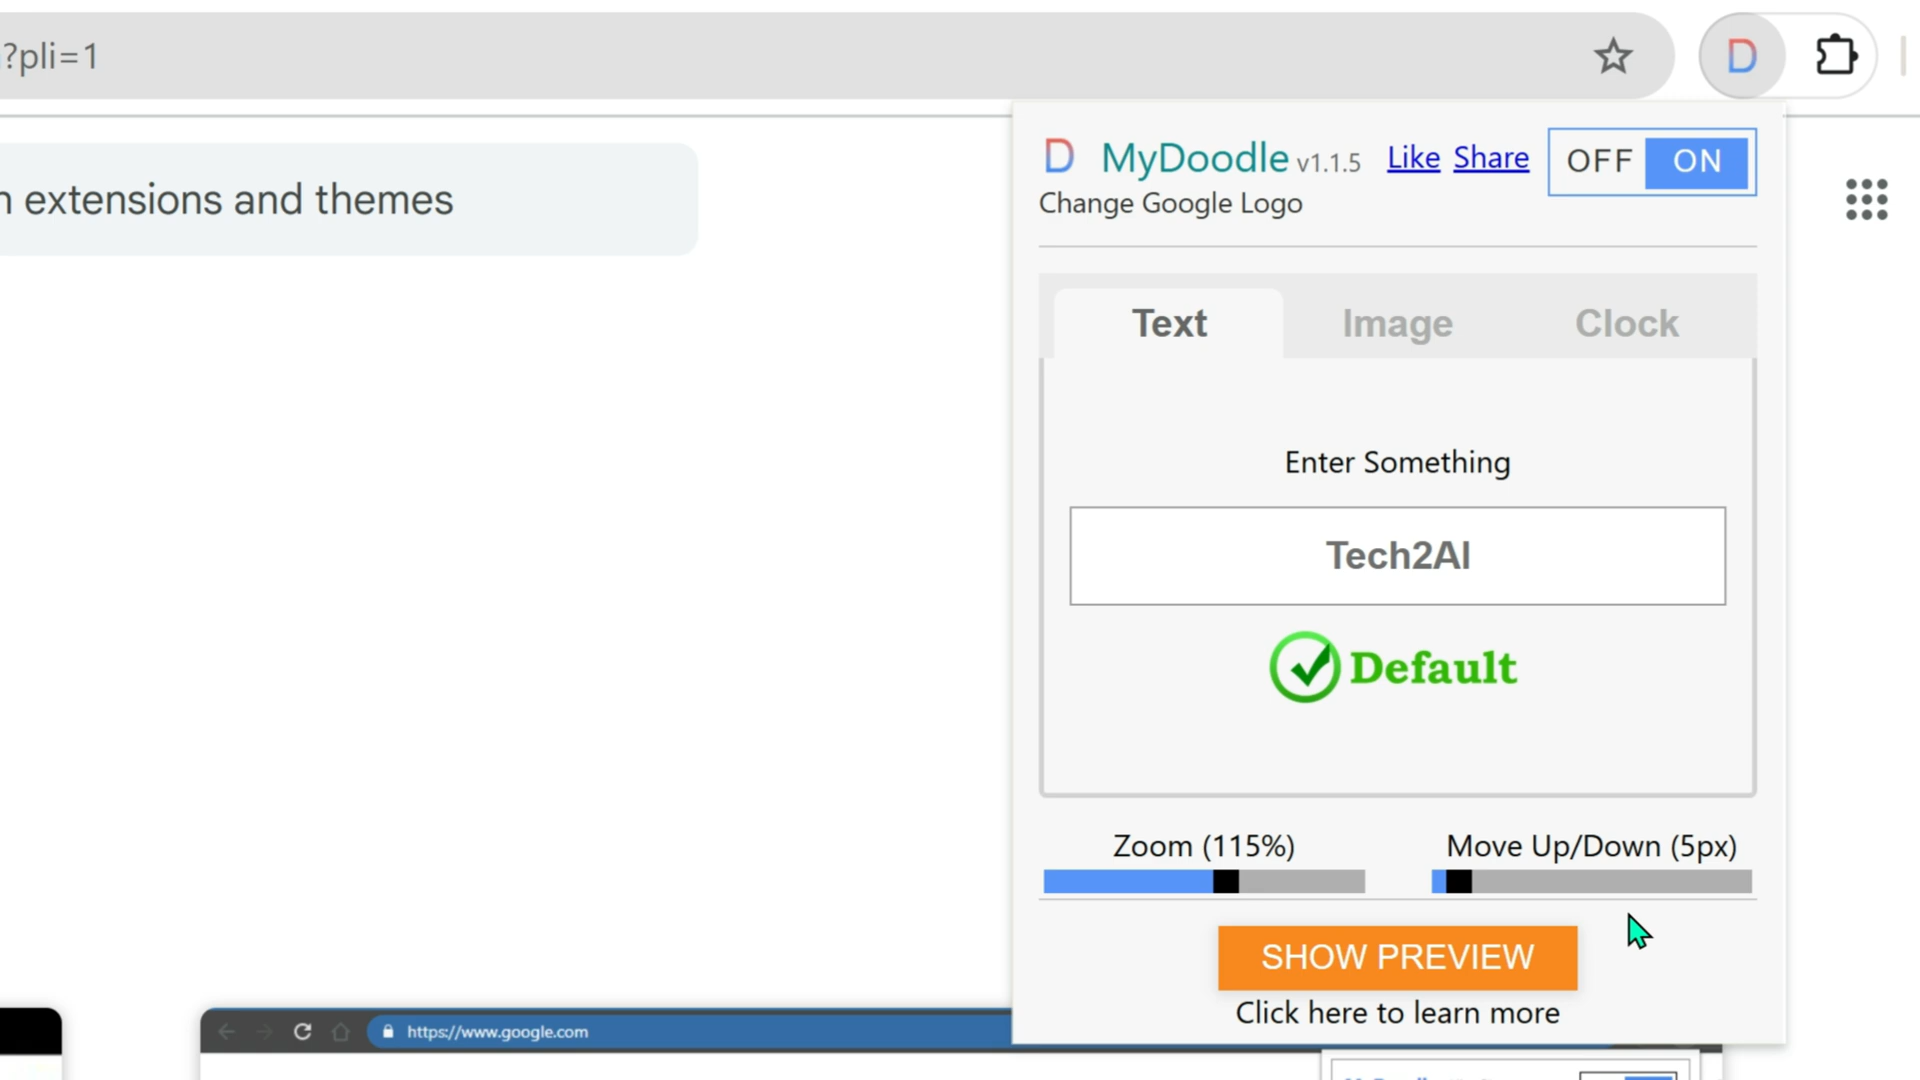 ?pli=1
D
D MyDoodle v1.1.5 Like Share OFF ON
Change Google Logo
extensions and themes
Text Image Clock
Enter Something
Tech2AI
Default
Zoom (115%) Move Up/Down (5px)
SHOW PREVIEW
Click here to learn more
https://www.google.com